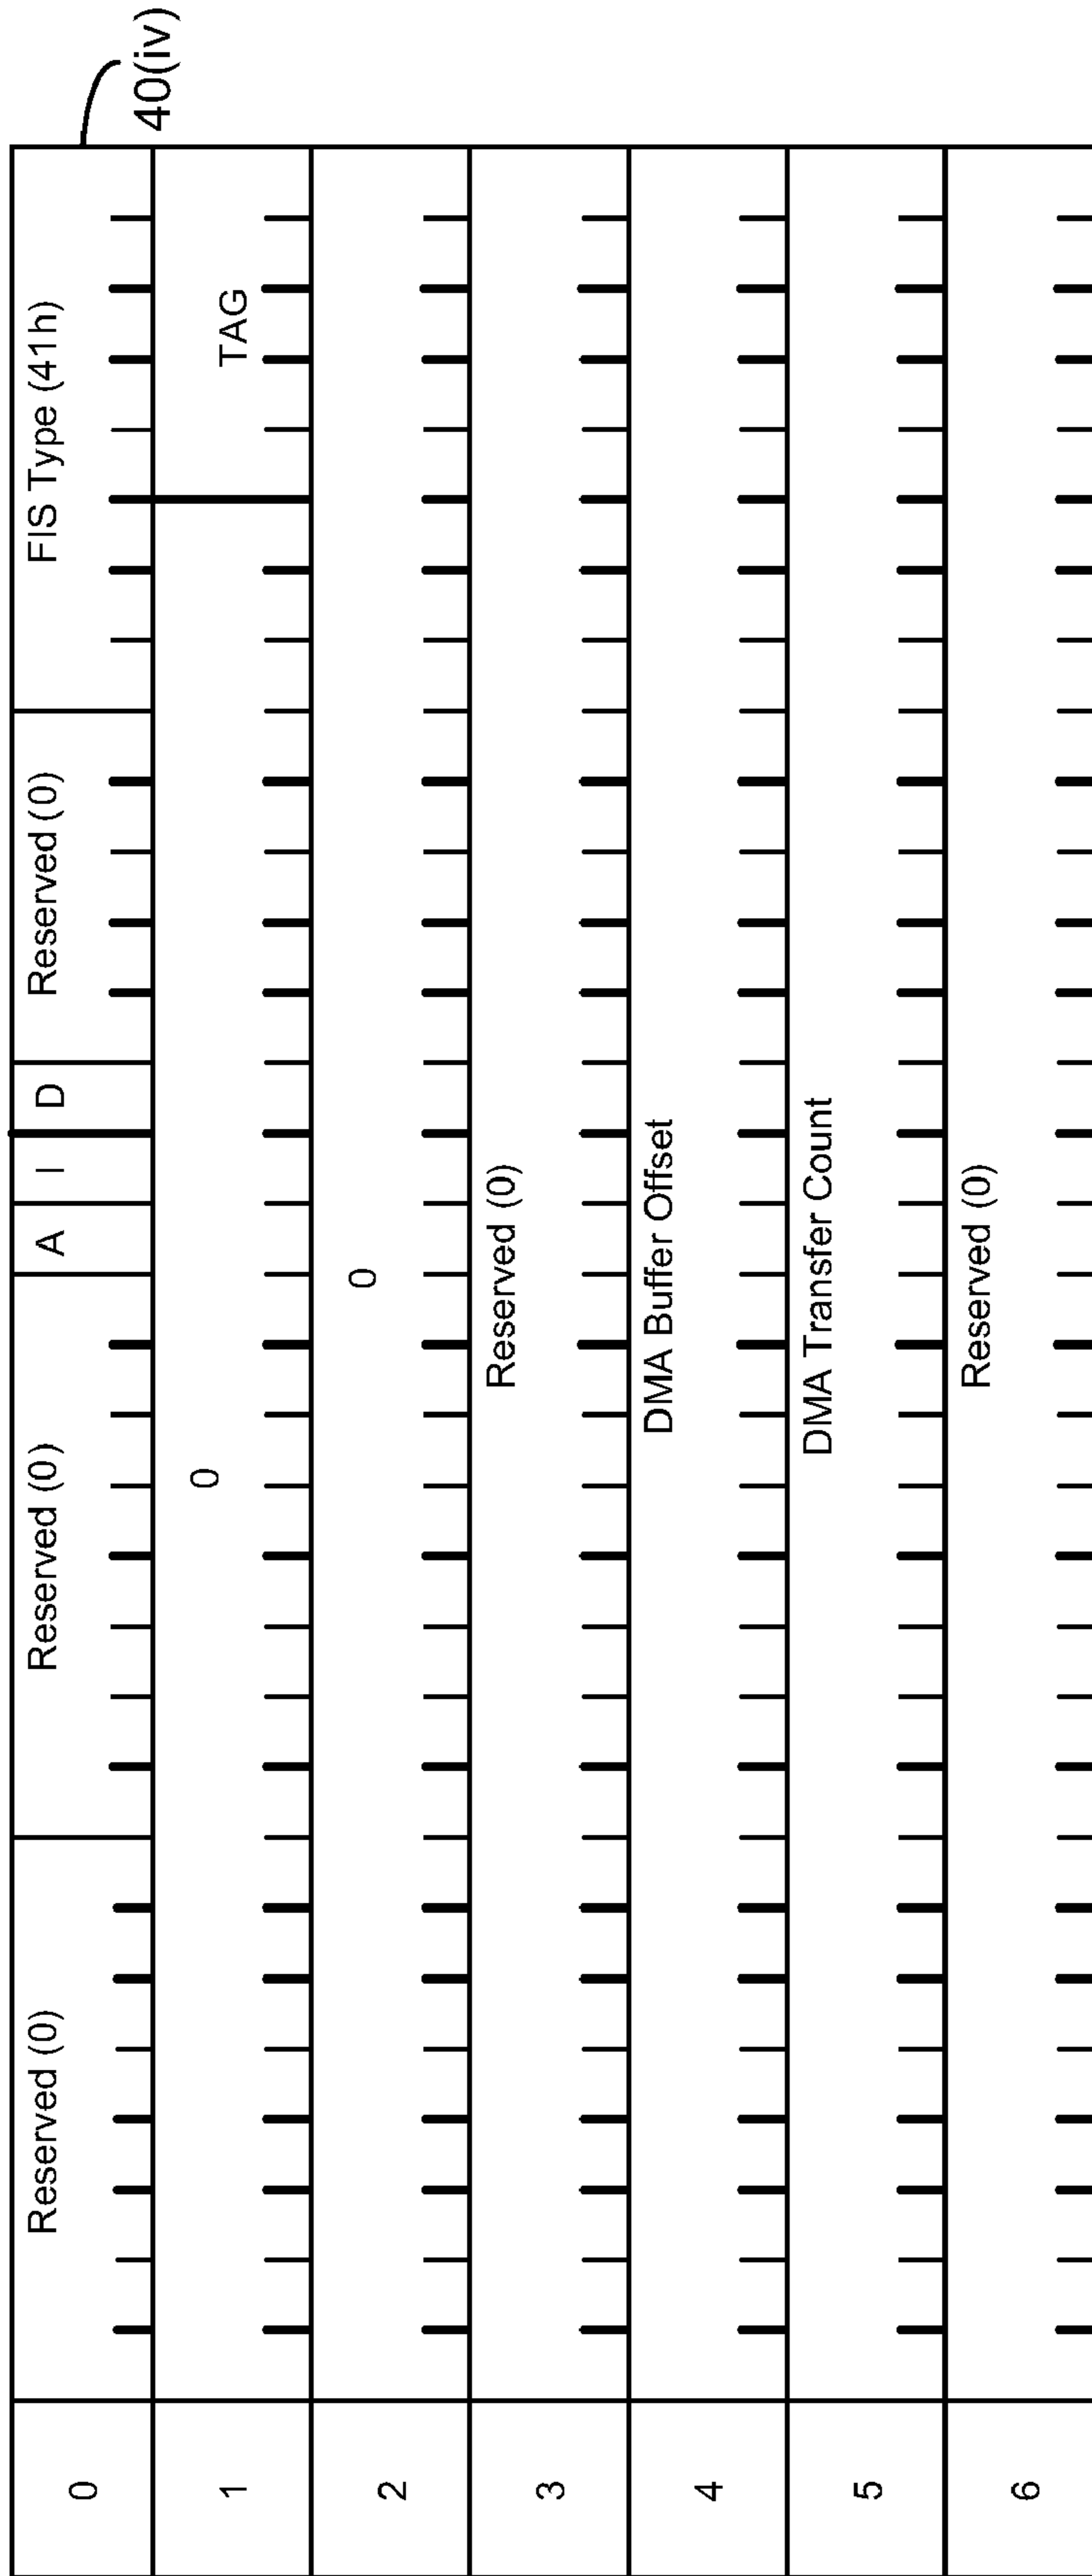 40(iv)
0 Reserved (0) Reserved (0) A I D Reserved (0) FIS Type (41h)
1 0 TAG
2 0
3 Reserved (0)
4 DMA Buffer Offset
5 DMA Transfer Count
6 Reserved (0)